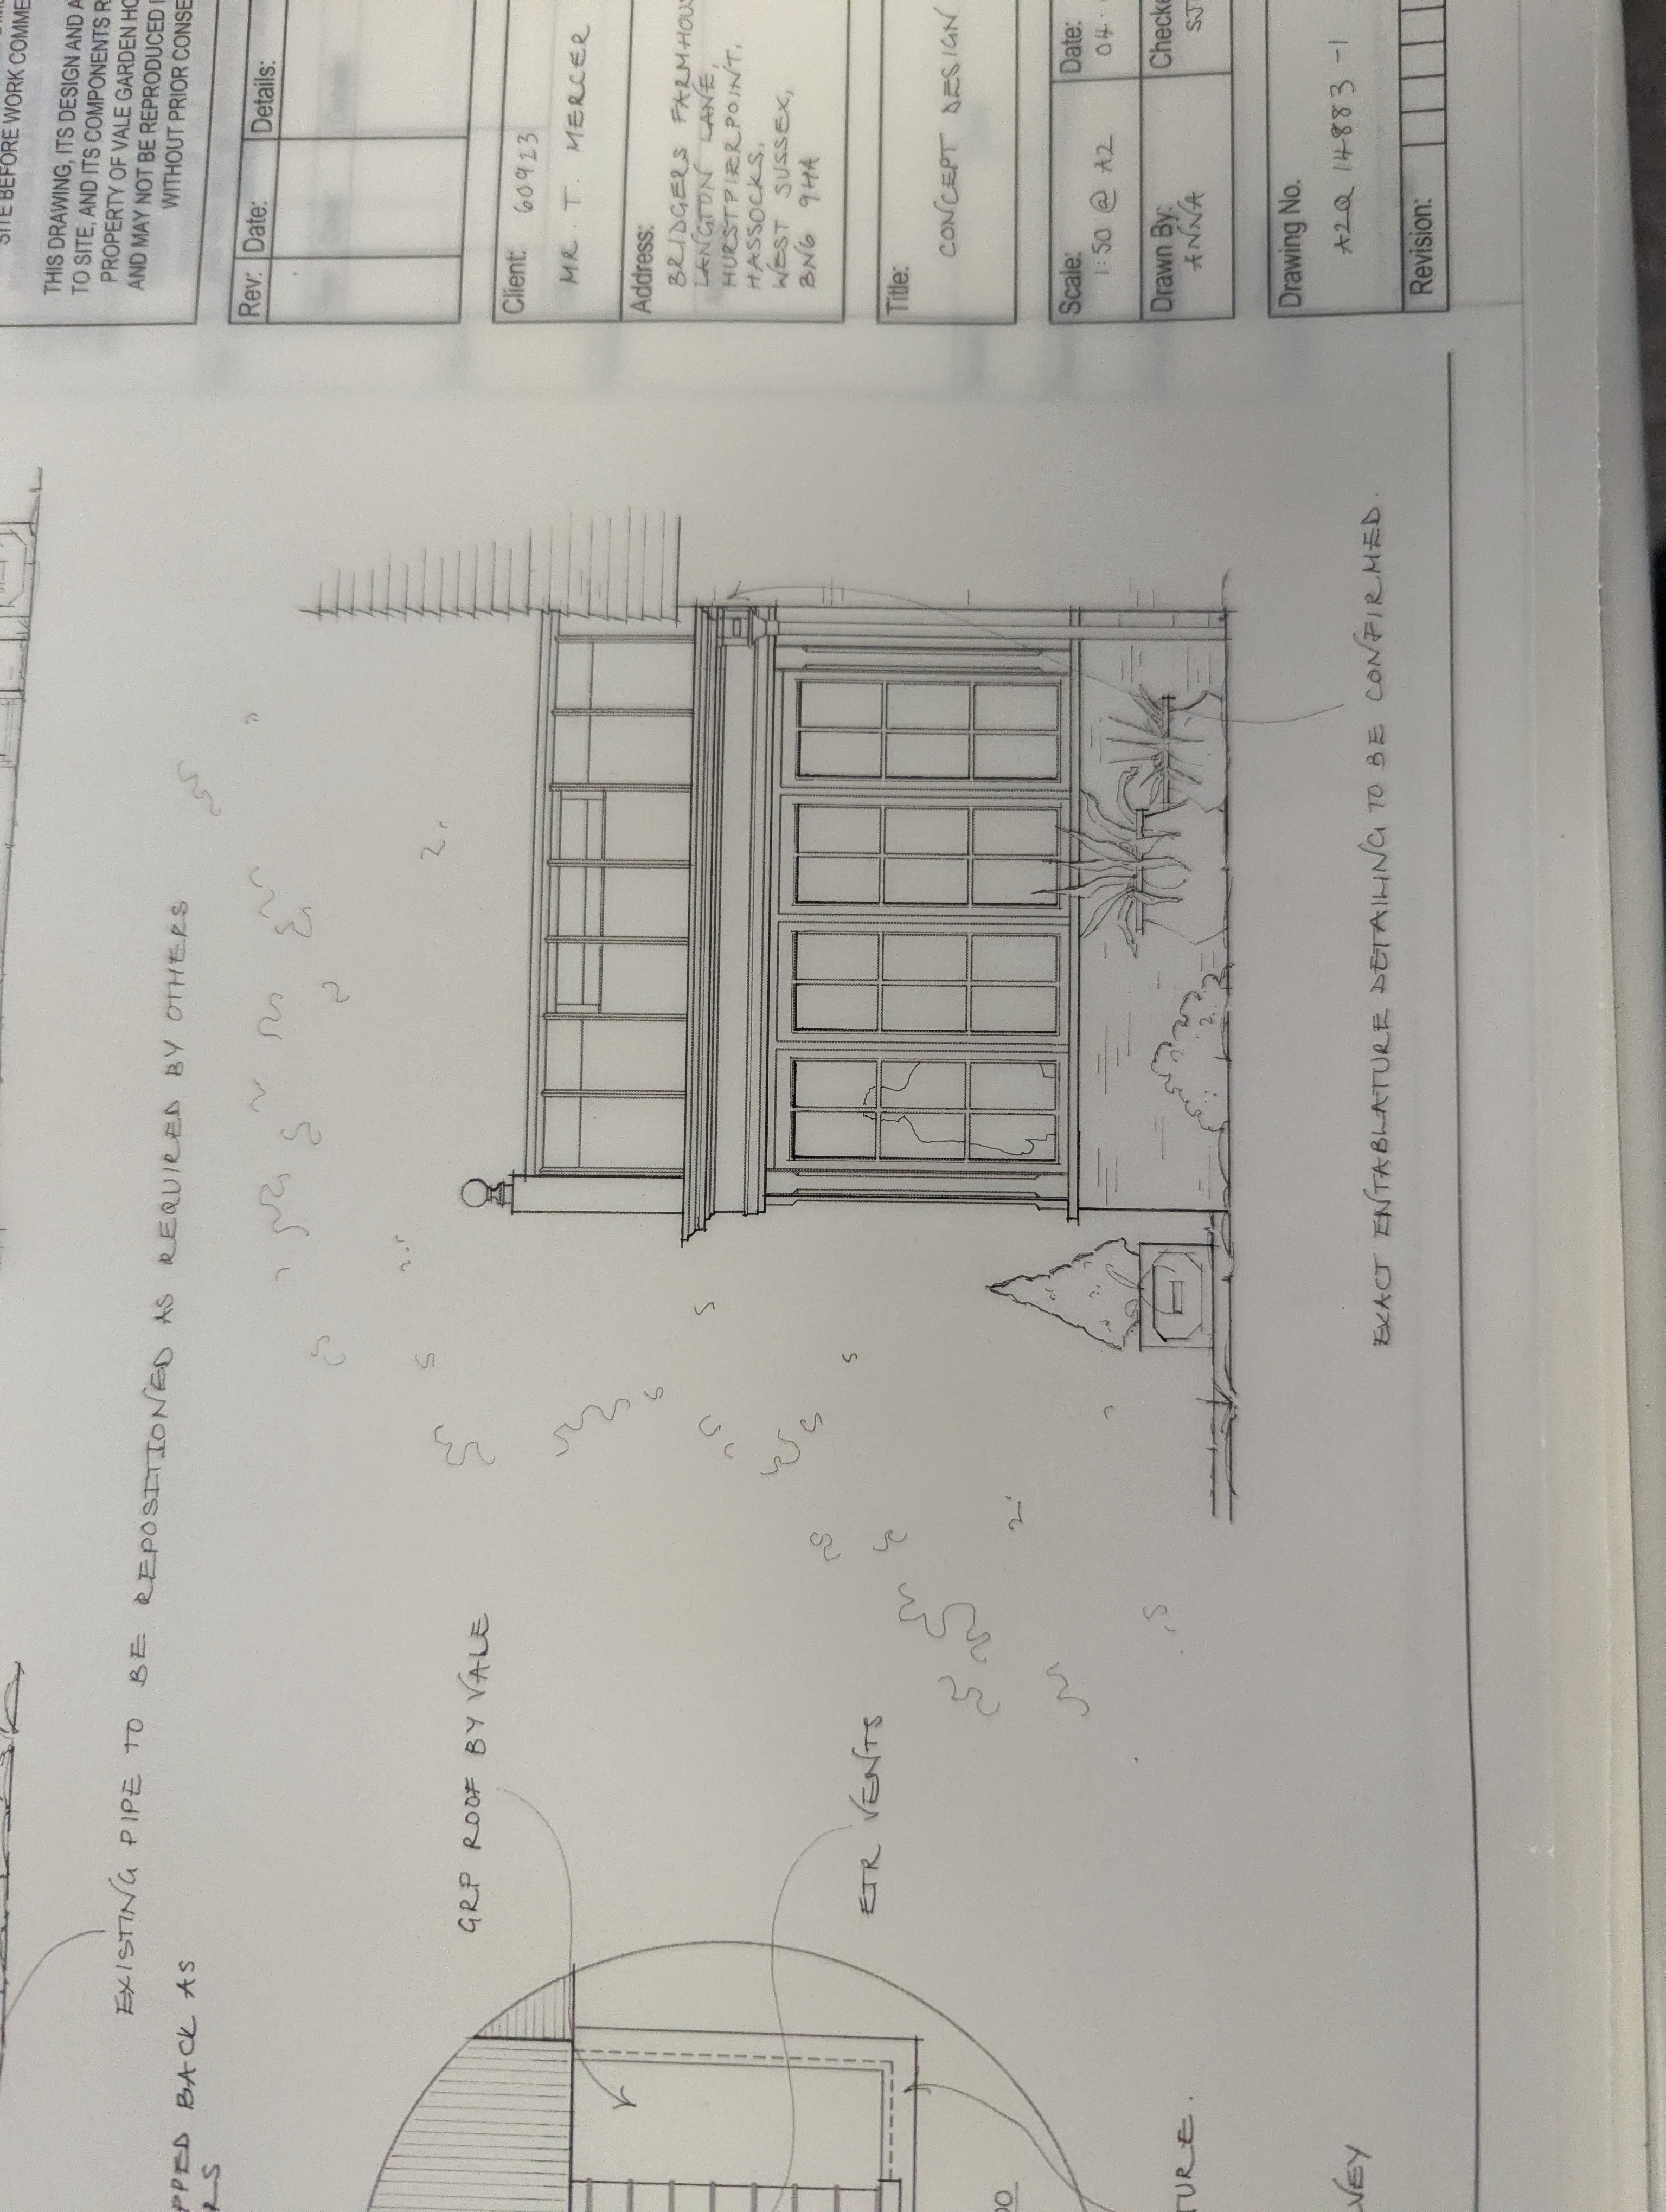 SITE BEFORE WORK COMME
THIS DRAWING, ITS DESIGN AND A
TO SITE, AND ITS COMPONENTS R
PROPERTY OF VALE GARDEN HO
AND MAY NOT BE REPRODUCED I
WITHOUT PRIOR CONSE
Rev: Date: Details:
Client: 60923
MR. T. MERCER
Address:
BRIDGERS FARMHOU
LANGTON LANE,
HURSTPIERPOINT,
HASSOCKS,
WEST SUSSEX,
BN6 9HA
Title:
CONCEPT DESIGN
Scale: 1:50 @ A2
Date: 04.
Drawn By: ANNA
Checke SJ
Drawing No.
A2Q 14883-1
Revision:
EXISTING PIPE TO BE REPOSITIONED AS REQUIRED BY OTHERS
PPED BACK AS
RS
GRP ROOF BY VALE
ETR VENTS
EXACT ENTABLATURE DETAILING TO BE CONFIRMED.
TURE.
VEY